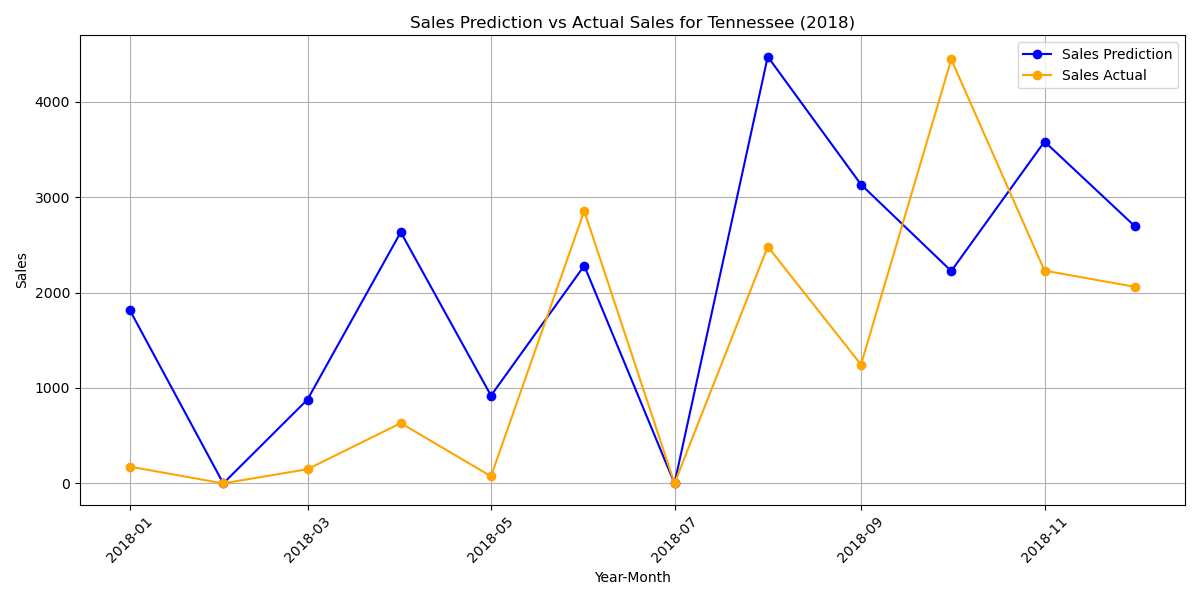 Sales Prediction vs Actual Sales for Tennessee (2018)
Sales Prediction
Sales Actual
Sales
4000
3000
2000
1000
0
2018-01
2018-03
2018-05
2018-07
2018-09
2018-11
Year-Month